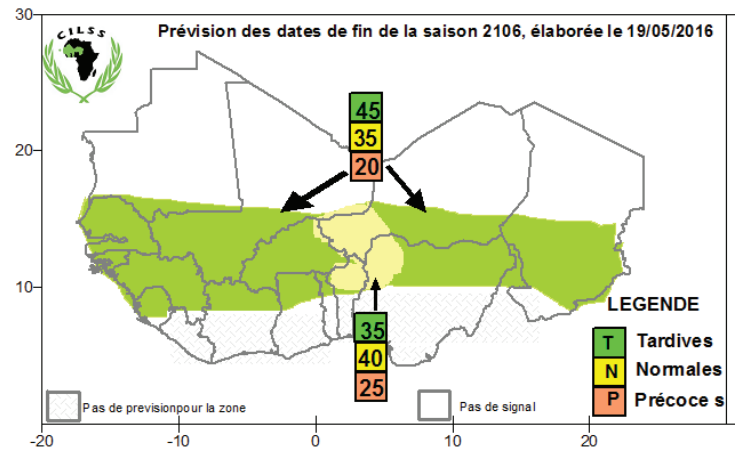 30
Prévision des dates de fin de la saison 2106, élaborée le 19/05/2016
CILSS
45
35
20
20
10
35
40
25
LEGENDE
T Tardives
N Normales
P Précoce s
Pas de previsionpour la zone
Pas de signal
-20 -10 0 10 20